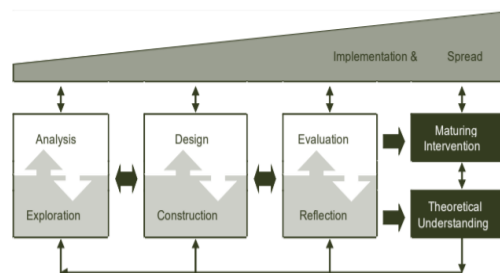 Implementation & Spread
Analysis
Exploration
Design
Construction
Evaluation
Reflection
Maturing
Intervention
Theoretical
Understanding